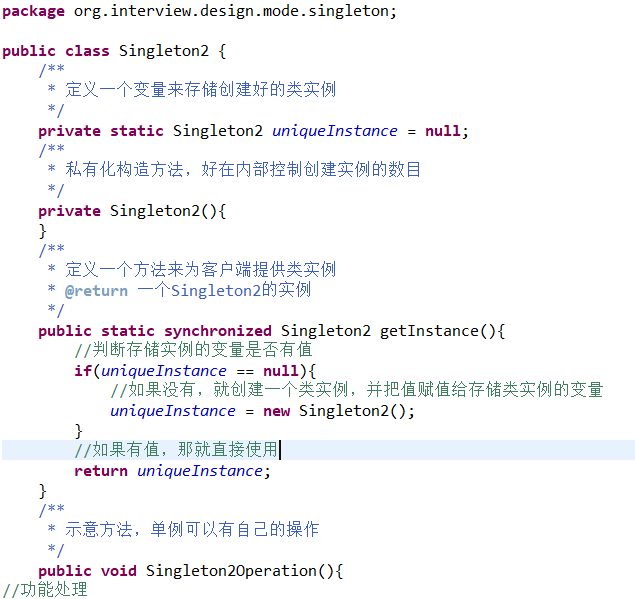 package org.interview.design.mode.singleton;
public class Singleton2 {
/**
* 定义一个变量来存储创建好的类实例
*/
private static Singleton2 uniqueInstance = null;
/**
* 私有化构造方法，好在内部控制创建实例的数目
*/
private Singleton2(){
}
/**
* 定义一个方法来为客户端提供类实例
* @return 一个Singleton2的实例
*/
public static synchronized Singleton2 getInstance(){
//判断存储实例的变量是否有值
if(uniqueInstance == null){
//如果没有，就创建一个类实例，并把值赋值给存储类实例的变量
uniqueInstance = new Singleton2();
}
//如果有值，那就直接使用
return uniqueInstance;
}
/**
* 示意方法，单例可以有自己的操作
*/
public void Singleton2Operation(){
//功能处理